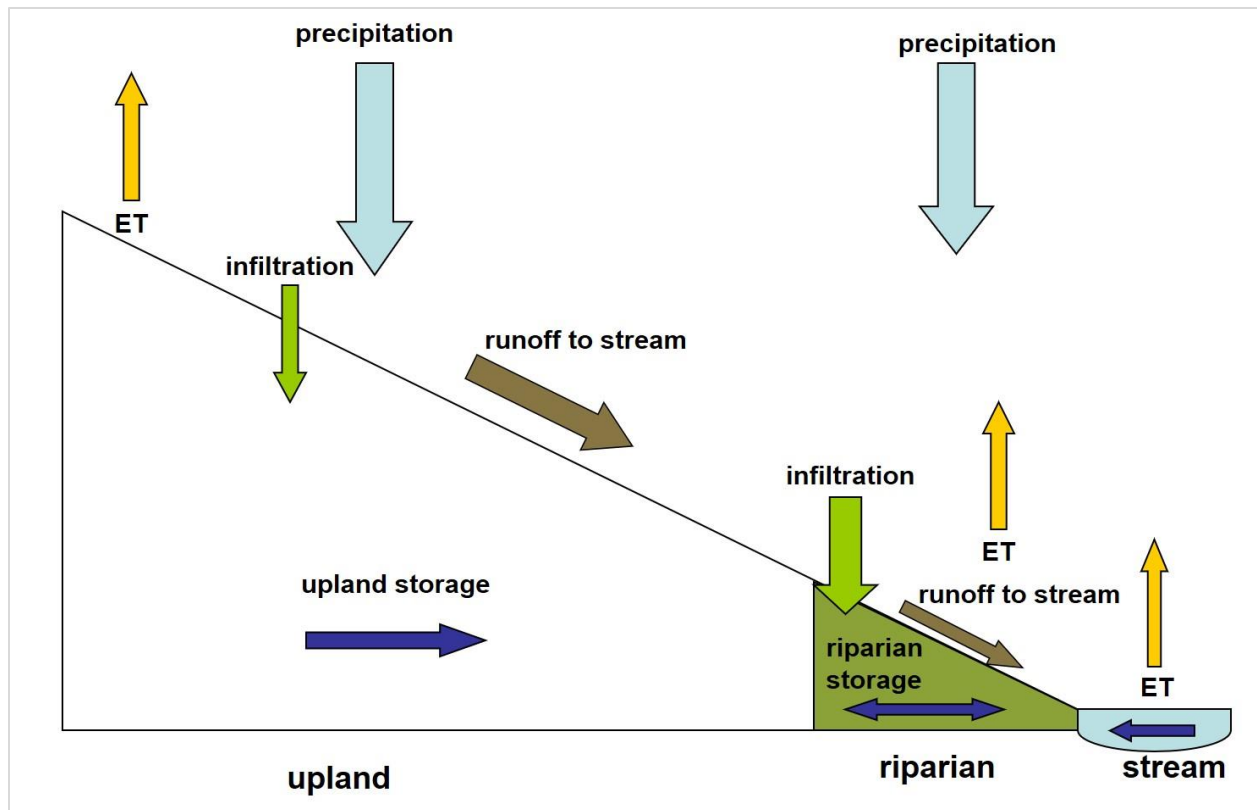 precipitation
precipitation
ET
infiltration
runoff to stream
infiltration
ET
upland storage
runoff to stream
riparian
storage
ET
upland
riparian
stream